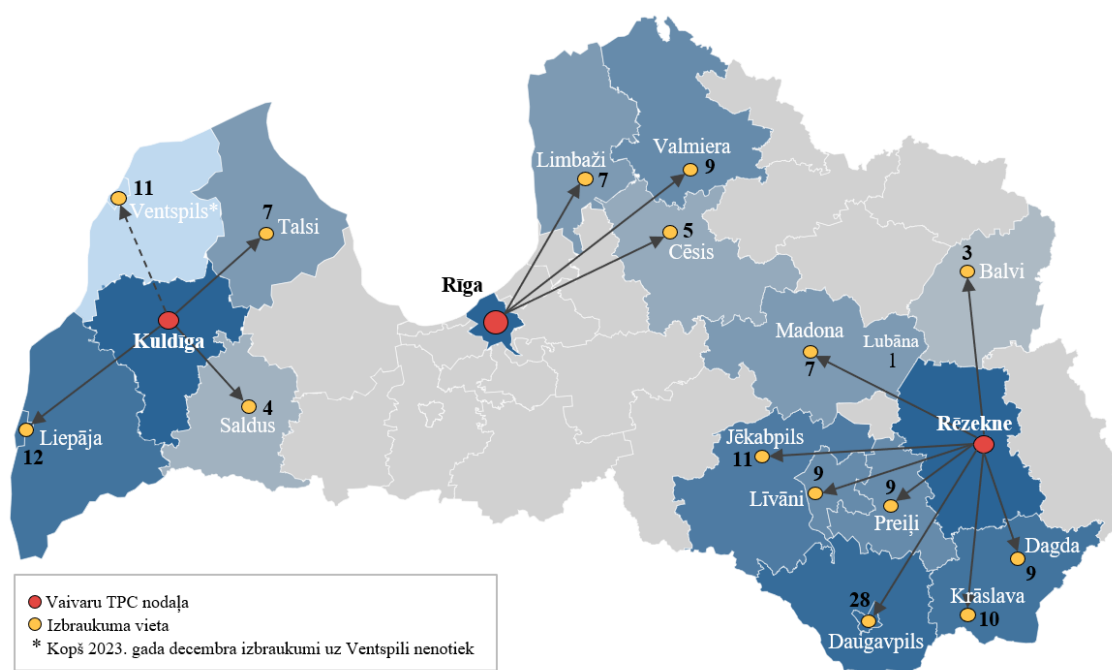 Valmiera
9
Limbaži
7
11
Ventspils*
7
Talsi
5
Cēsis
3
Balvi
Rīga
Kuldīga
Madona
7
Lubāna
1
4
Saldus
Liepāja
12
Rēzekne
Jēkabpils
11
9
Līvāni
9
Preiļi
Dagda
9
Krāslava
10
28
Daugavpils
Vaivaru TPC nodaļa
Izbraukuma vieta
* Kopš 2023. gada decembra izbraukumi uz Ventspili nenotiek